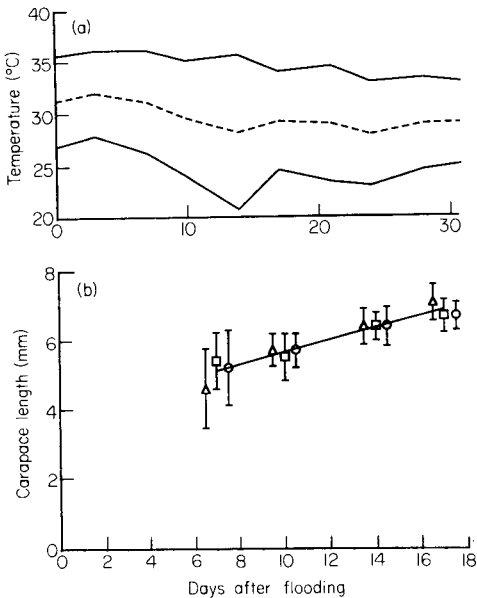 (a)
Temperature (°C)
40
35
30
25
20
0
10
20
30
(b)
Carapace length (mm)
8
6
4
2
0
0 2 4 6 8 10 12 14 16 18
Days after flooding